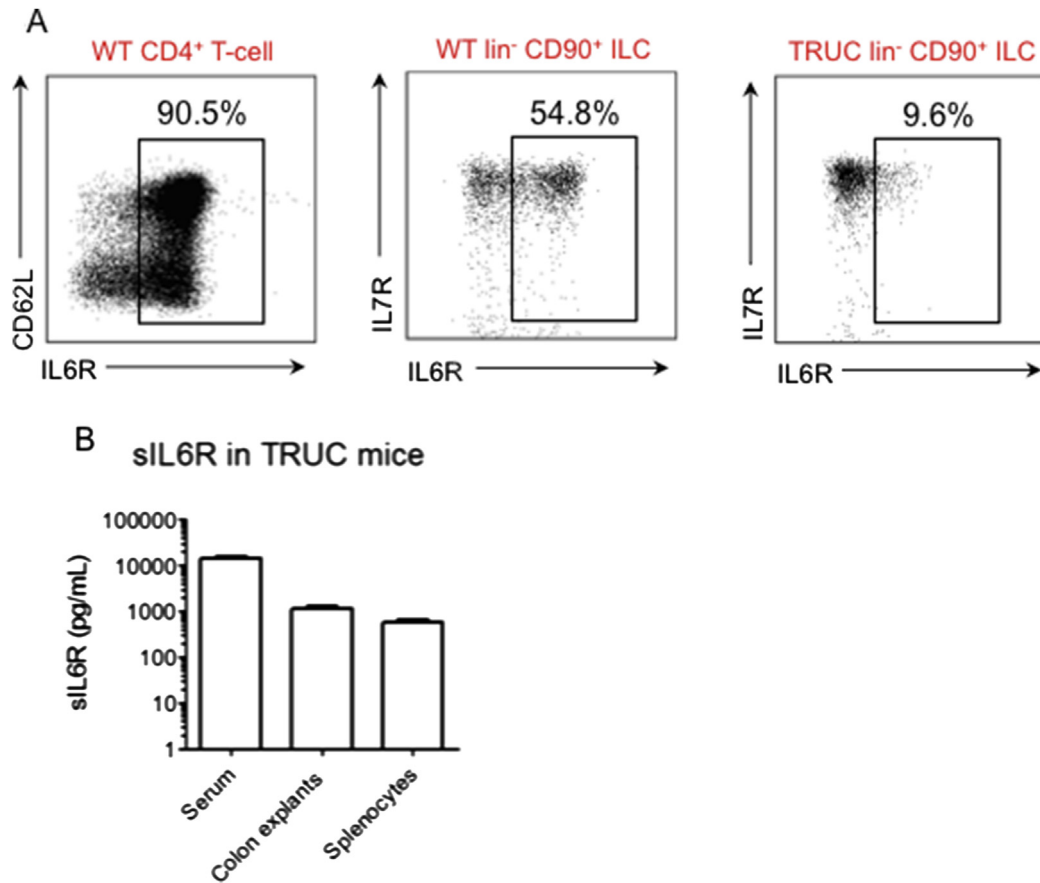 A
WT CD4⁺ T-cell
WT lin⁻ CD90⁺ ILC
TRUC lin⁻ CD90⁺ ILC
90.5%
54.8%
9.6%
CD62L
IL7R
IL7R
IL6R
IL6R
IL6R
B
sIL6R in TRUC mice
sIL6R (pg/mL)
100000
10000
1000
100
10
1
Serum
Colon explants
Splenocytes